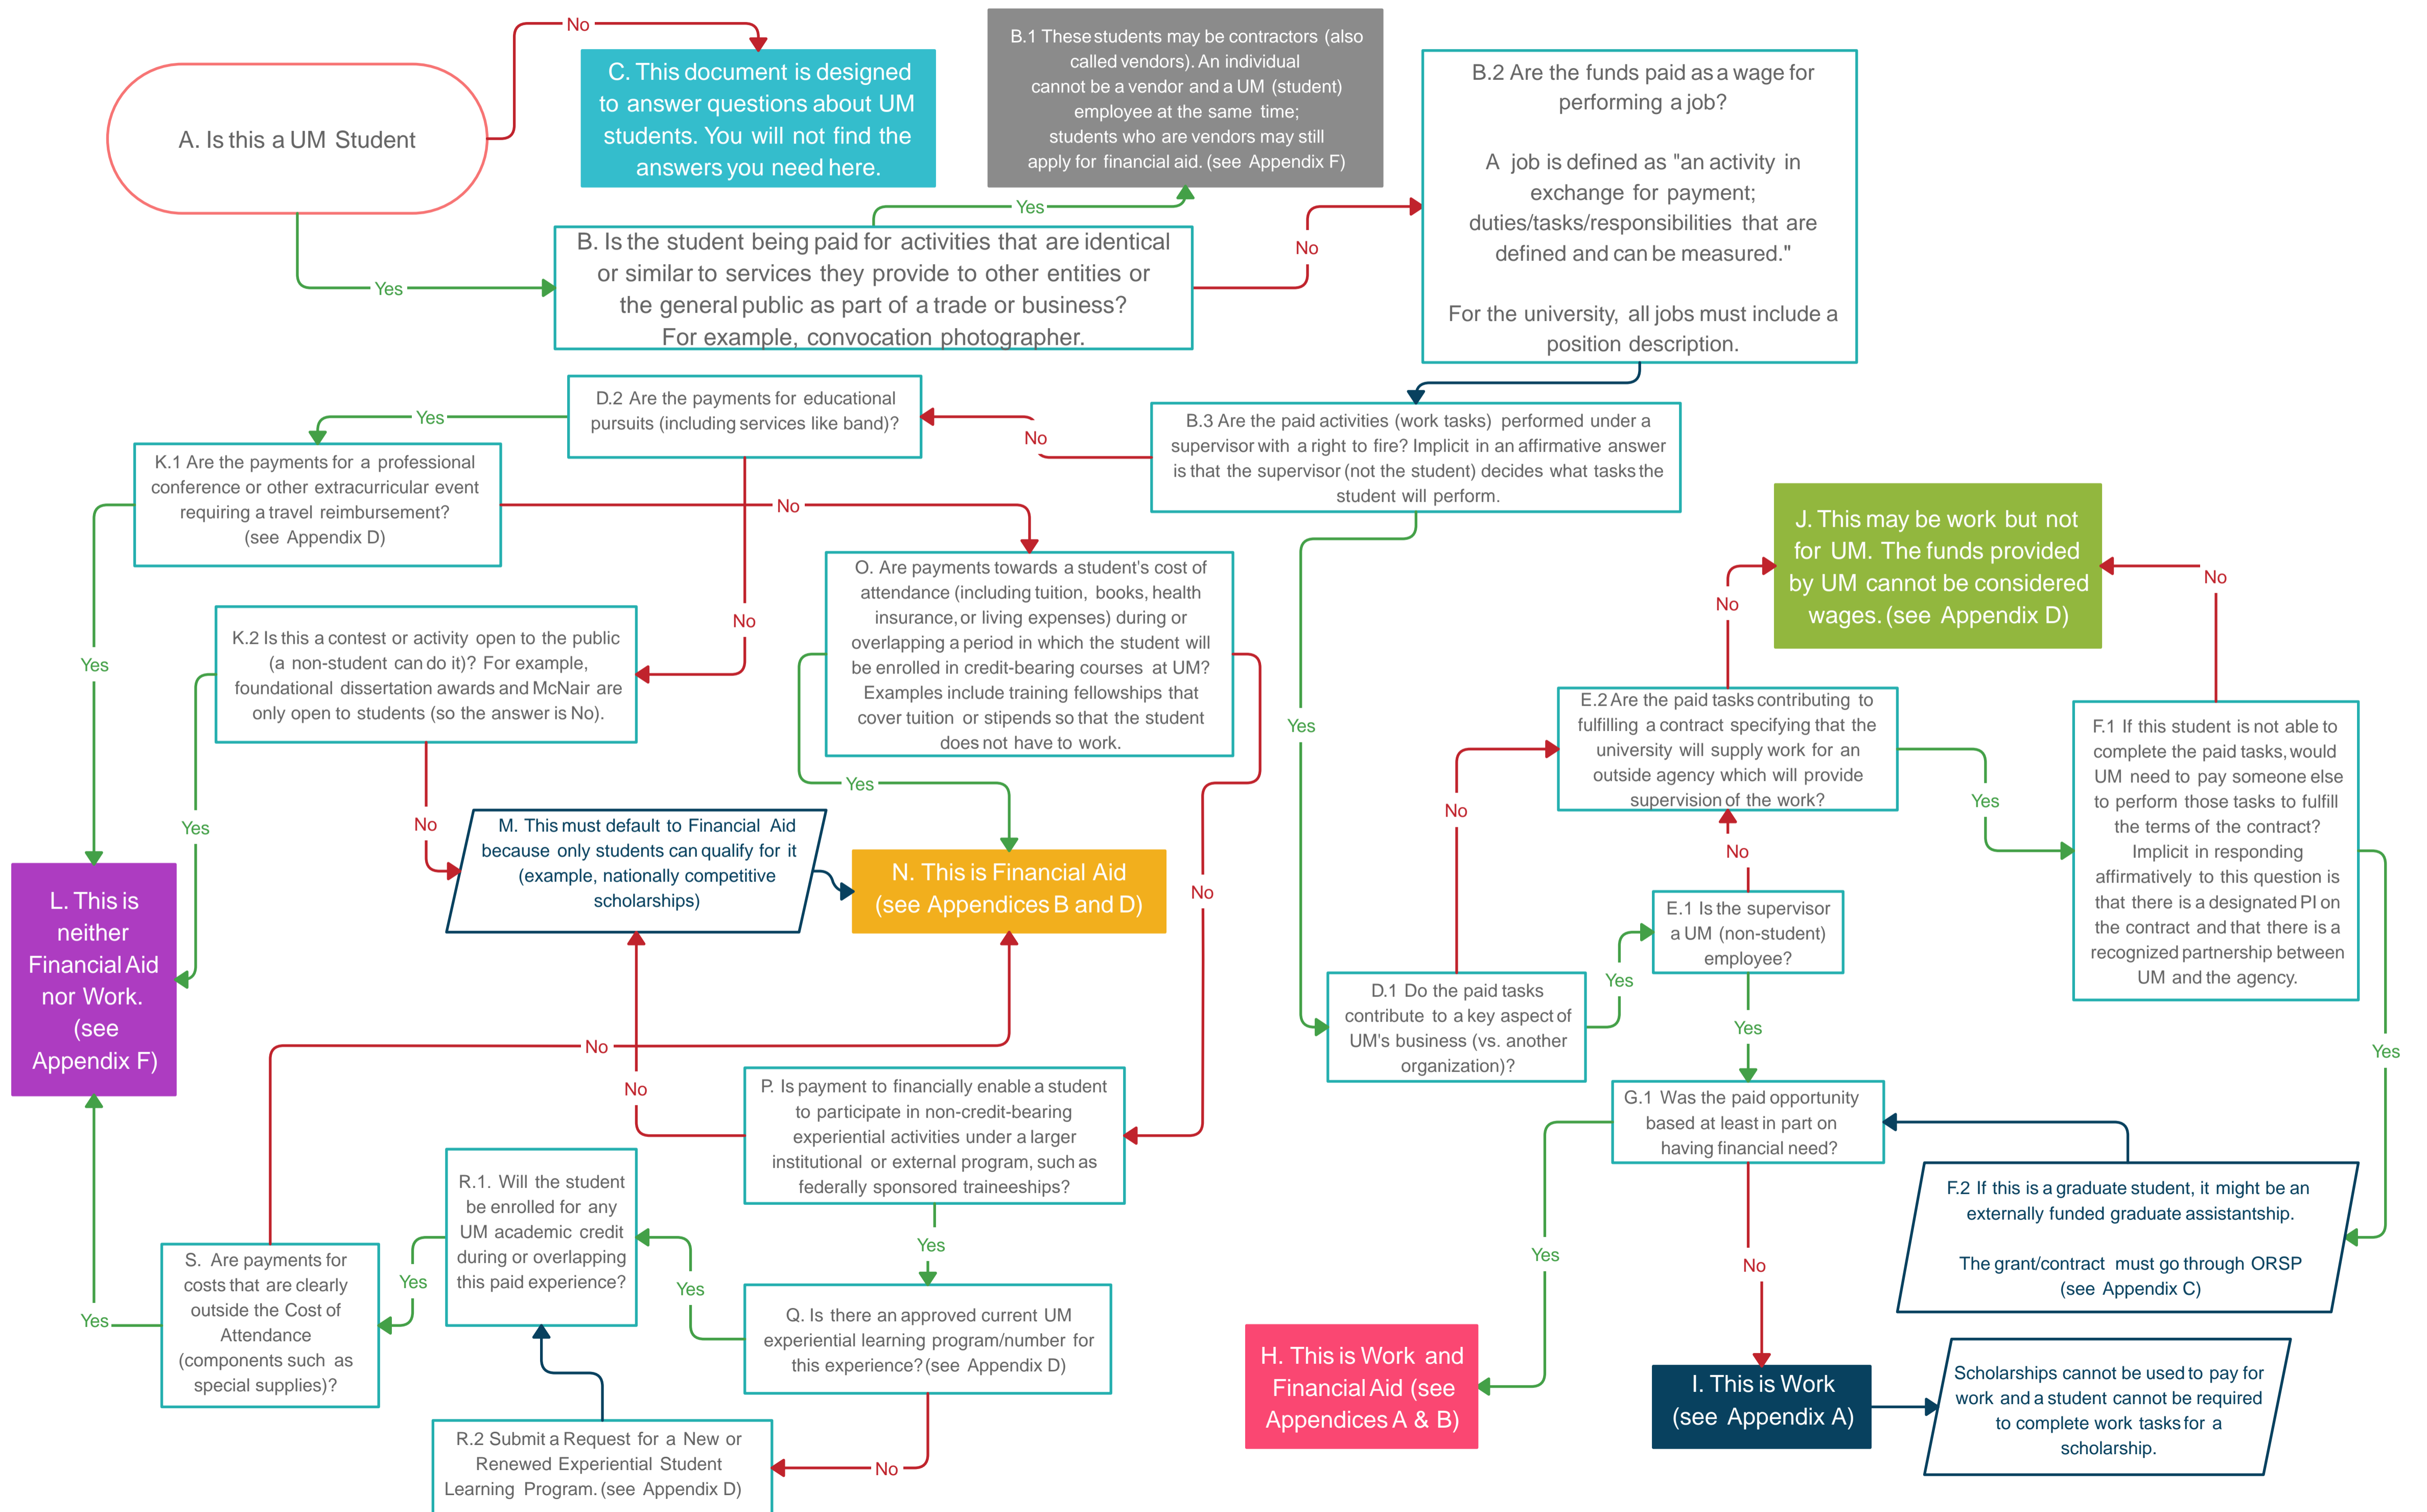 A. Is this a UM Student
No
C. This document is designed
to answer questions about UM
students. You will not find the
answers you need here.
Yes
B. Is the student being paid for activities that are identical
or similar to services they provide to other entities or
the general public as part of a trade or business?
For example, convocation photographer.
Yes
B.1 These students may be contractors (also
called vendors). An individual
cannot be a vendor and a UM (student)
employee at the same time;
students who are vendors may still
apply for financial aid. (see Appendix F)
No
B.2 Are the funds paid as a wage for
performing a job?
A job is defined as "an activity in
exchange for payment;
duties/tasks/responsibilities that are
defined and can be measured."
For the university, all jobs must include a
position description.
B.3 Are the paid activities (work tasks) performed under a
supervisor with a right to fire? Implicit in an affirmative answer
is that the supervisor (not the student) decides what tasks the
student will perform.
No
D.2 Are the payments for educational
pursuits (including services like band)?
Yes
K.1 Are the payments for a professional
conference or other extracurricular event
requiring a travel reimbursement?
(see Appendix D)
No
Yes
No
K.2 Is this a contest or activity open to the public
(a non-student can do it)? For example,
foundational dissertation awards and McNair are
only open to students (so the answer is No).
Yes
No
O. Are payments towards a student's cost of
attendance (including tuition, books, health
insurance, or living expenses) during or
overlapping a period in which the student will
be enrolled in credit-bearing courses at UM?
Examples include training fellowships that
cover tuition or stipends so that the student
does not have to work.
Yes
No
M. This must default to Financial Aid
because only students can qualify for it
(example, nationally competitive
scholarships)
N. This is Financial Aid
(see Appendices B and D)
L. This is
neither
Financial Aid
nor Work.
(see
Appendix F)
No
No
P. Is payment to financially enable a student
to participate in non-credit-bearing
experiential activities under a larger
institutional or external program, such as
federally sponsored traineeships?
Yes
Q. Is there an approved current UM
experiential learning program/number for
this experience? (see Appendix D)
Yes
No
R.1. Will the student
be enrolled for any
UM academic credit
during or overlapping
this paid experience?
Yes
S. Are payments for
costs that are clearly
outside the Cost of
Attendance
(components such as
special supplies)?
Yes
R.2 Submit a Request for a New or
Renewed Experiential Student
Learning Program. (see Appendix D)
Yes
D.1 Do the paid tasks
contribute to a key aspect of
UM's business (vs. another
organization)?
No
Yes
E.1 Is the supervisor
a UM (non-student)
employee?
No
Yes
E.2 Are the paid tasks contributing to
fulfilling a contract specifying that the
university will supply work for an
outside agency which will provide
supervision of the work?
No
Yes
J. This may be work but not
for UM. The funds provided
by UM cannot be considered
wages. (see Appendix D)
No
F.1 If this student is not able to
complete the paid tasks, would
UM need to pay someone else
to perform those tasks to fulfill
the terms of the contract?
Implicit in responding
affirmatively to this question is
that there is a designated PI on
the contract and that there is a
recognized partnership between
UM and the agency.
Yes
F.2 If this is a graduate student, it might be an
externally funded graduate assistantship.
The grant/contract must go through ORSP
(see Appendix C)
G.1 Was the paid opportunity
based at least in part on
having financial need?
Yes
No
H. This is Work and
Financial Aid (see
Appendices A & B)
I. This is Work
(see Appendix A)
Scholarships cannot be used to pay for
work and a student cannot be required
to complete work tasks for a
scholarship.